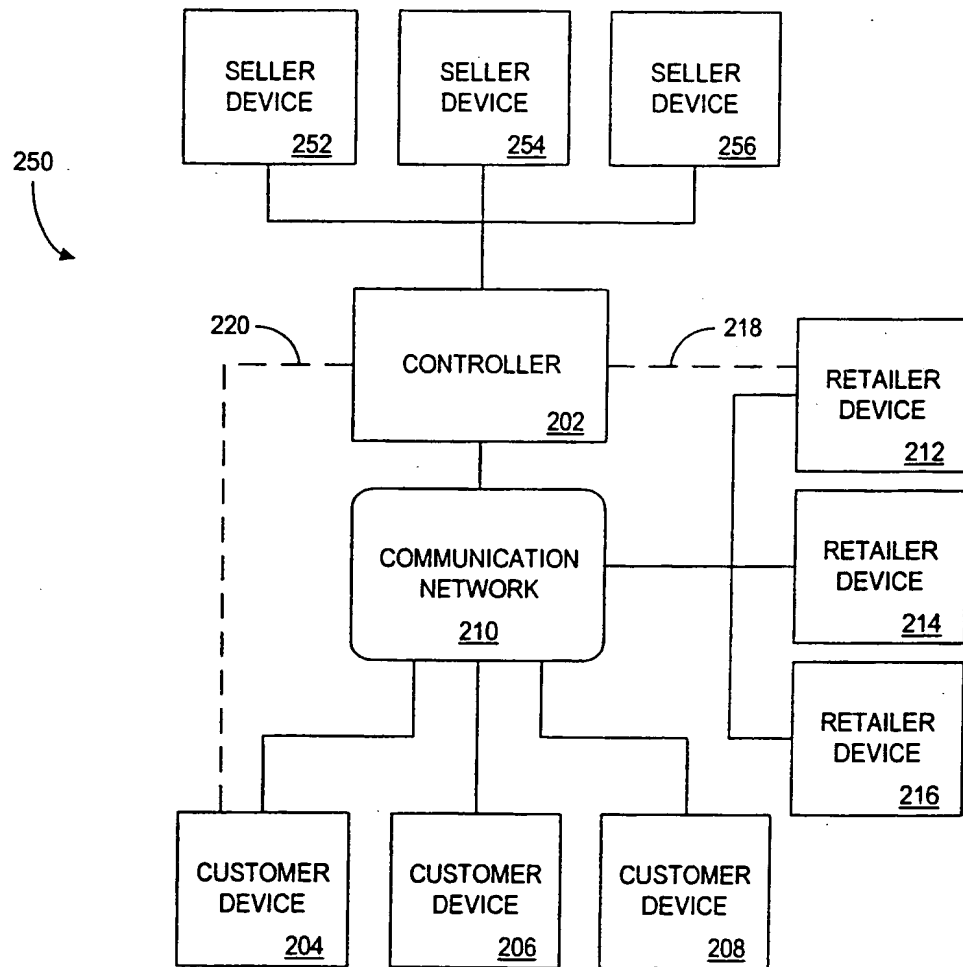 SELLER
DEVICE
252
SELLER
DEVICE
254
SELLER
DEVICE
256
250
220
218
CONTROLLER
202
RETAILER
DEVICE
212
COMMUNICATION
NETWORK
210
RETAILER
DEVICE
214
RETAILER
DEVICE
216
CUSTOMER
DEVICE
204
CUSTOMER
DEVICE
206
CUSTOMER
DEVICE
208